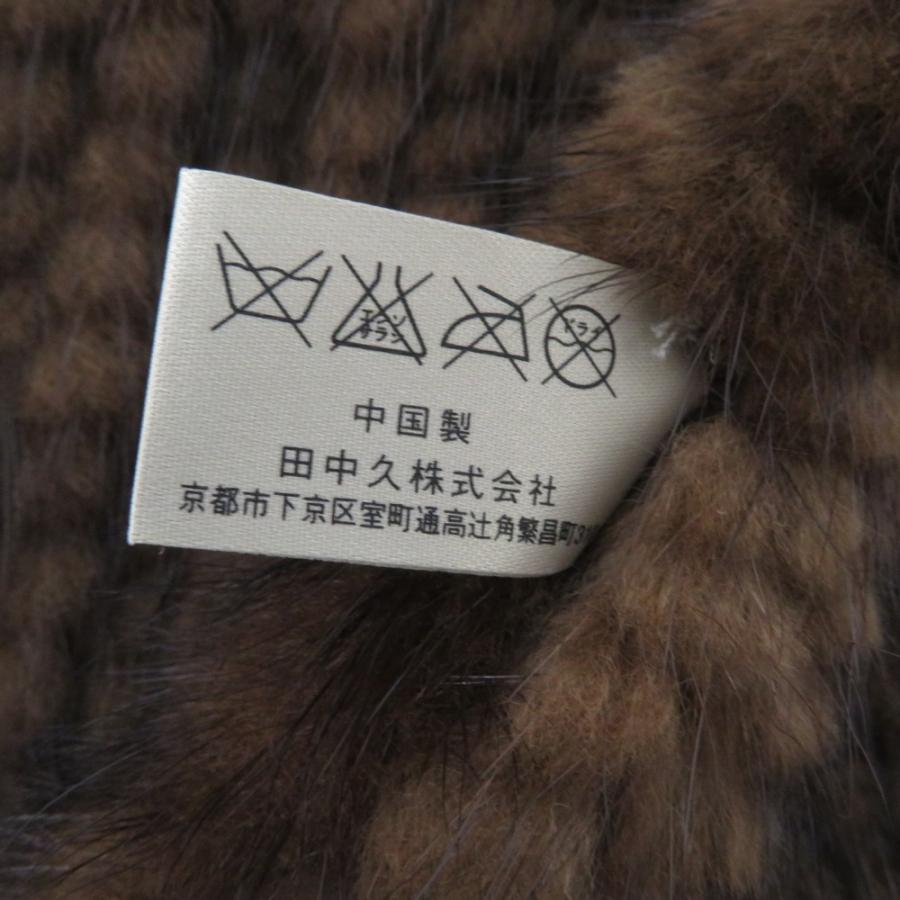 エンソ
サラシ
ドライ
中国製
田中久株式会社
京都市下京区室町通高辻角繁昌町